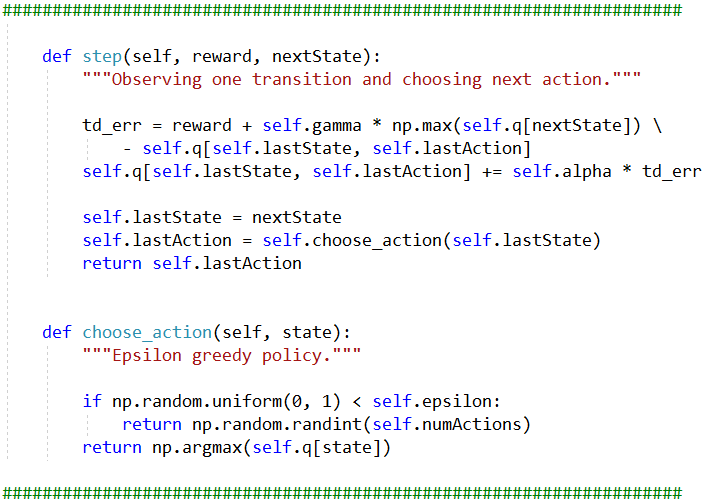 ####################################################################
def step(self, reward, nextState):
"""Observing one transition and choosing next action."""
td_err = reward + self.gamma * np.max(self.q[nextState]) \
- self.q[self.lastState, self.lastAction]
self.q[self.lastState, self.lastAction] += self.alpha * td_err
self.lastState = nextState
self.lastAction = self.choose_action(self.lastState)
return self.lastAction
def choose_action(self, state):
"""Epsilon greedy policy."""
if np.random.uniform(0, 1) < self.epsilon:
return np.random.randint(self.numActions)
return np.argmax(self.q[state])
####################################################################